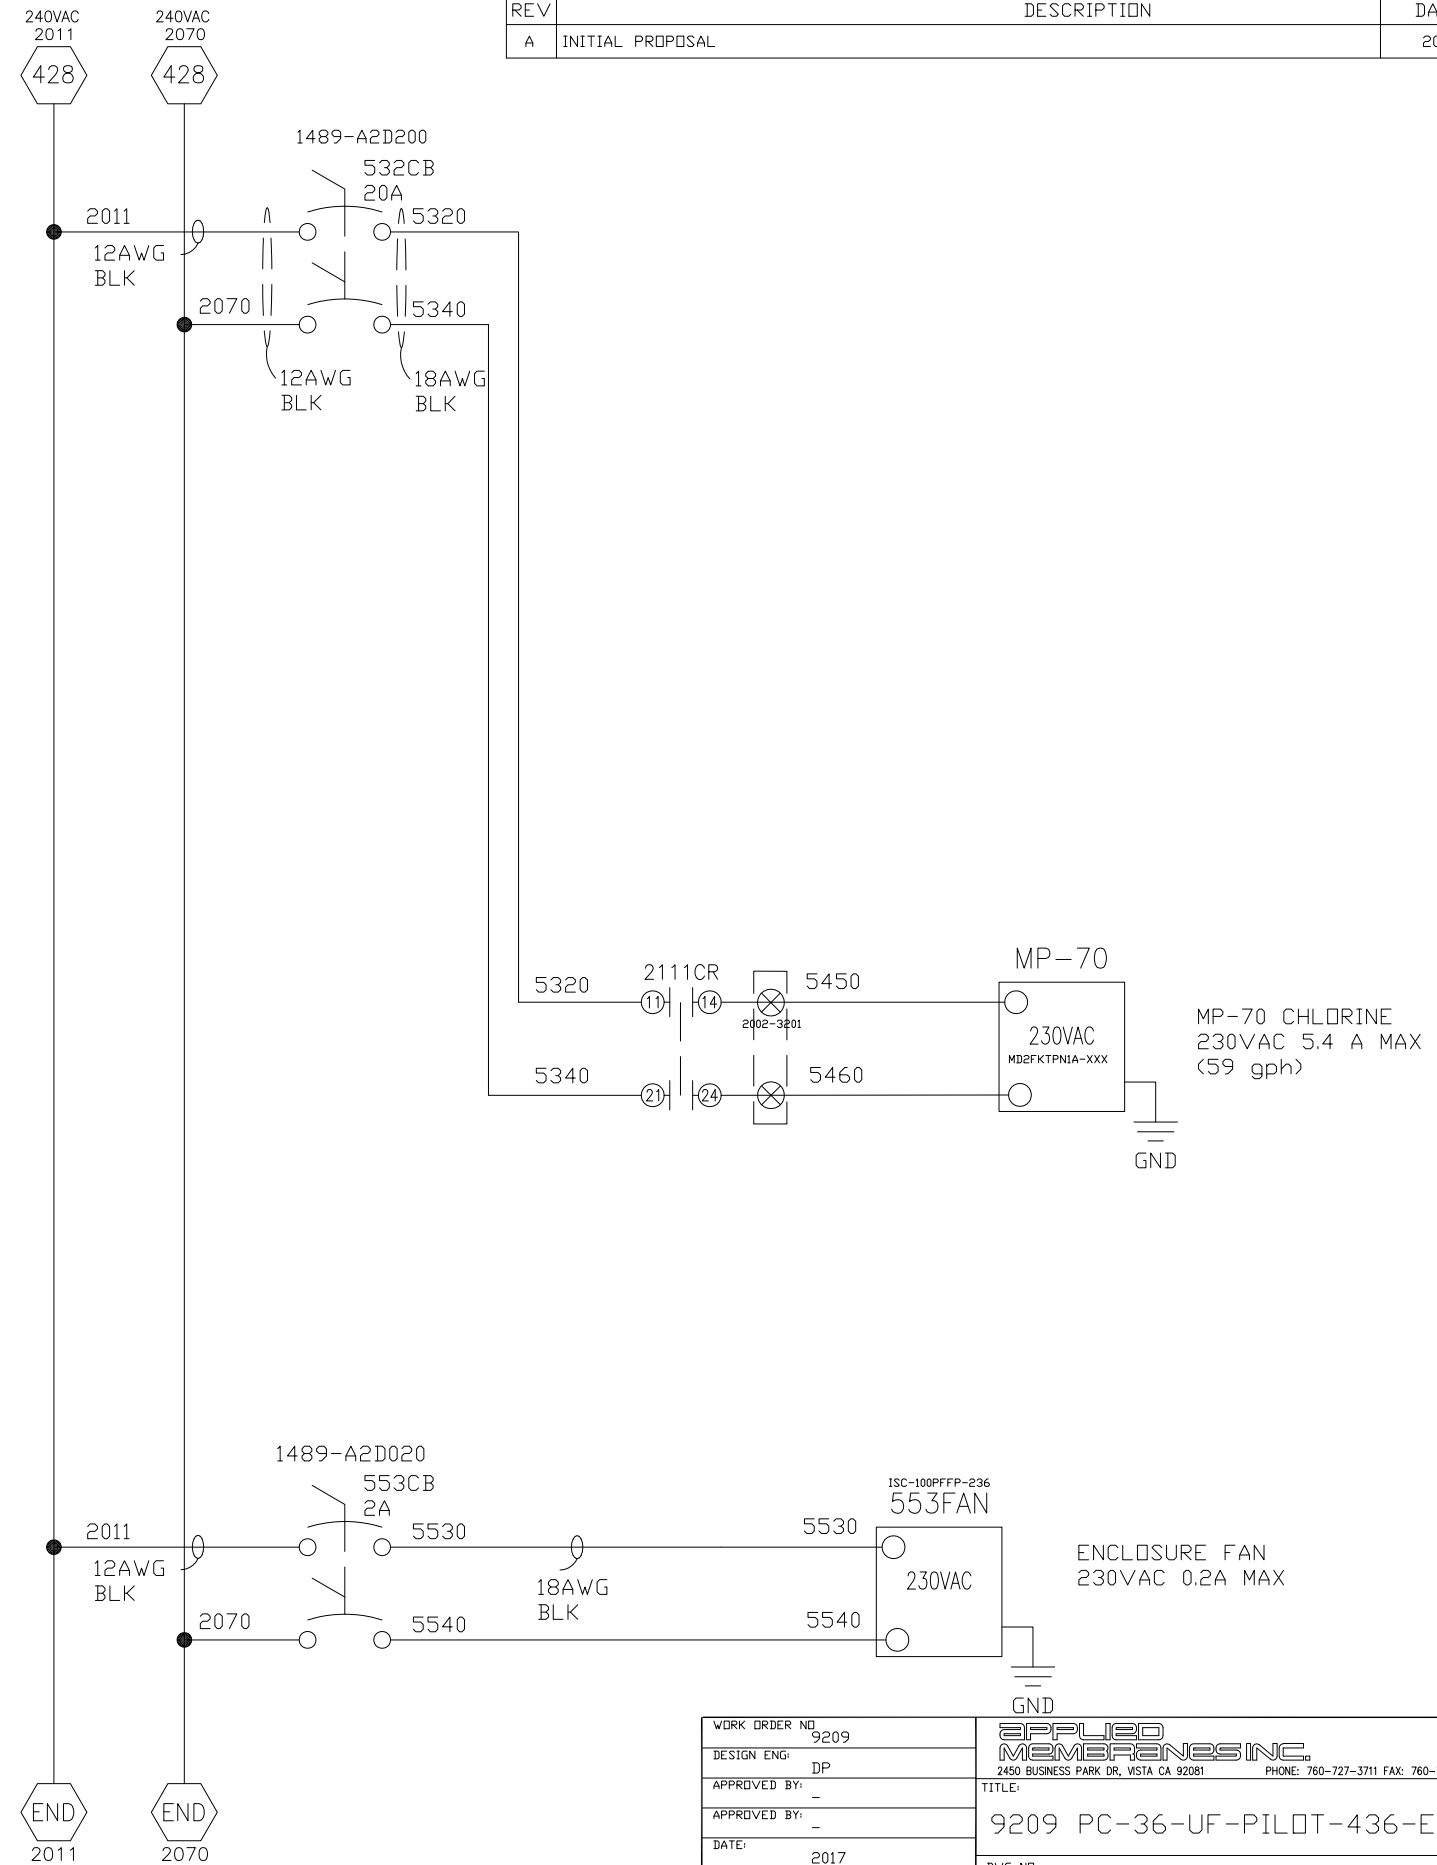 240VAC
2011
428
240VAC
2070
428
REV DESCRIPTION
A INITIAL PROPOSAL
1489-A2D200
532CB
20A
2011
12AWG
BLK
5320
2070
5340
12AWG
BLK
18AWG
BLK
MP-70
5320
2111CR
11
14
2002-3201
5450
230VAC
MD2FKTPN1A-XXX
5340
21
24
5460
GND
MP-70 CHLORINE
230VAC 5.4 A MAX
(59 gph)
1489-A2D020
553CB
2A
2011
12AWG
BLK
5530
18AWG
BLK
5530
2070
5540
5540
ISC-100PFFP-236
553FAN
230VAC
GND
ENCLOSURE FAN
230VAC 0.2A MAX
END
2011
END
2070
WORK ORDER NO
9209
DESIGN ENG:
DP
APPROVED BY:
-
APPROVED BY:
-
DATE:
2017
APPLIED
MEMBRANES INC.
2450 BUSINESS PARK DR, VISTA CA 92081 PHONE: 760-727-3711 FAX: 760-
TITLE:
9209 PC-36-UF-PILOT-436-E